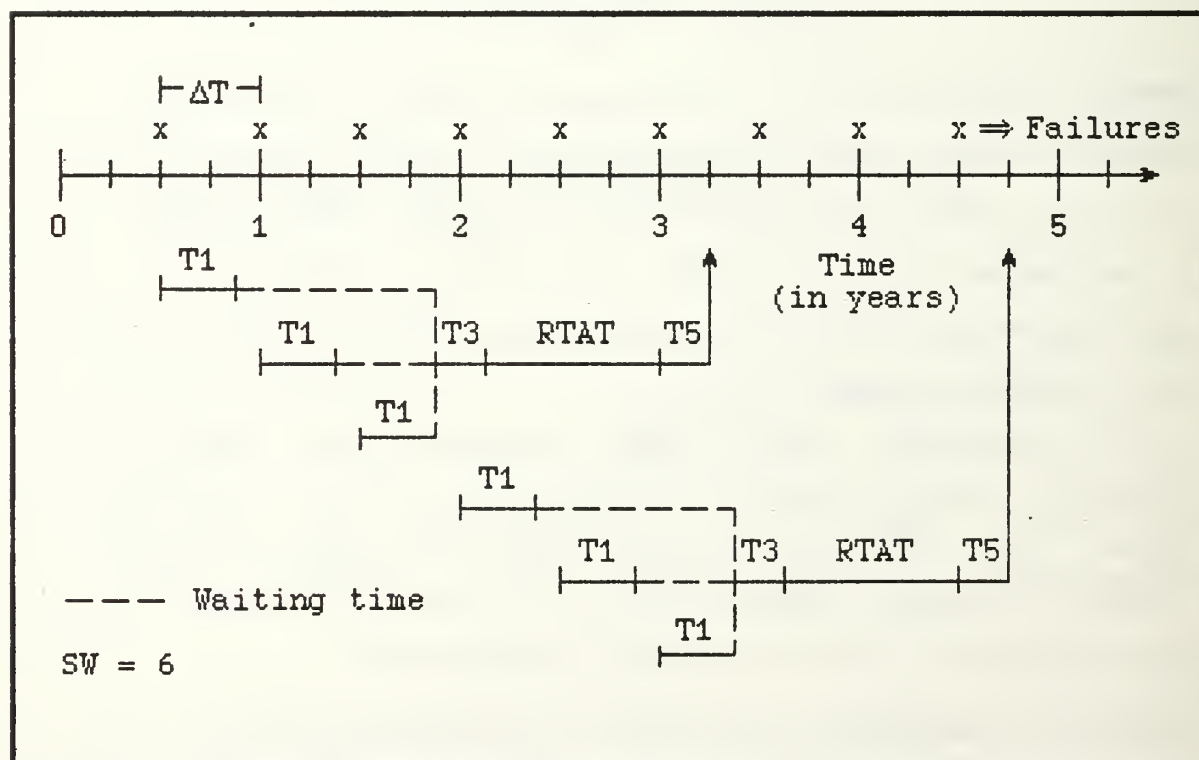 ΔT
x x x x x x x x x ⇒ Failures
0 1 2 3 4 5
T1
Time
(in years)
T1 T3 RTAT T5
T1
T1
T1 T3 RTAT T5
---- Waiting time
T1
SW = 6